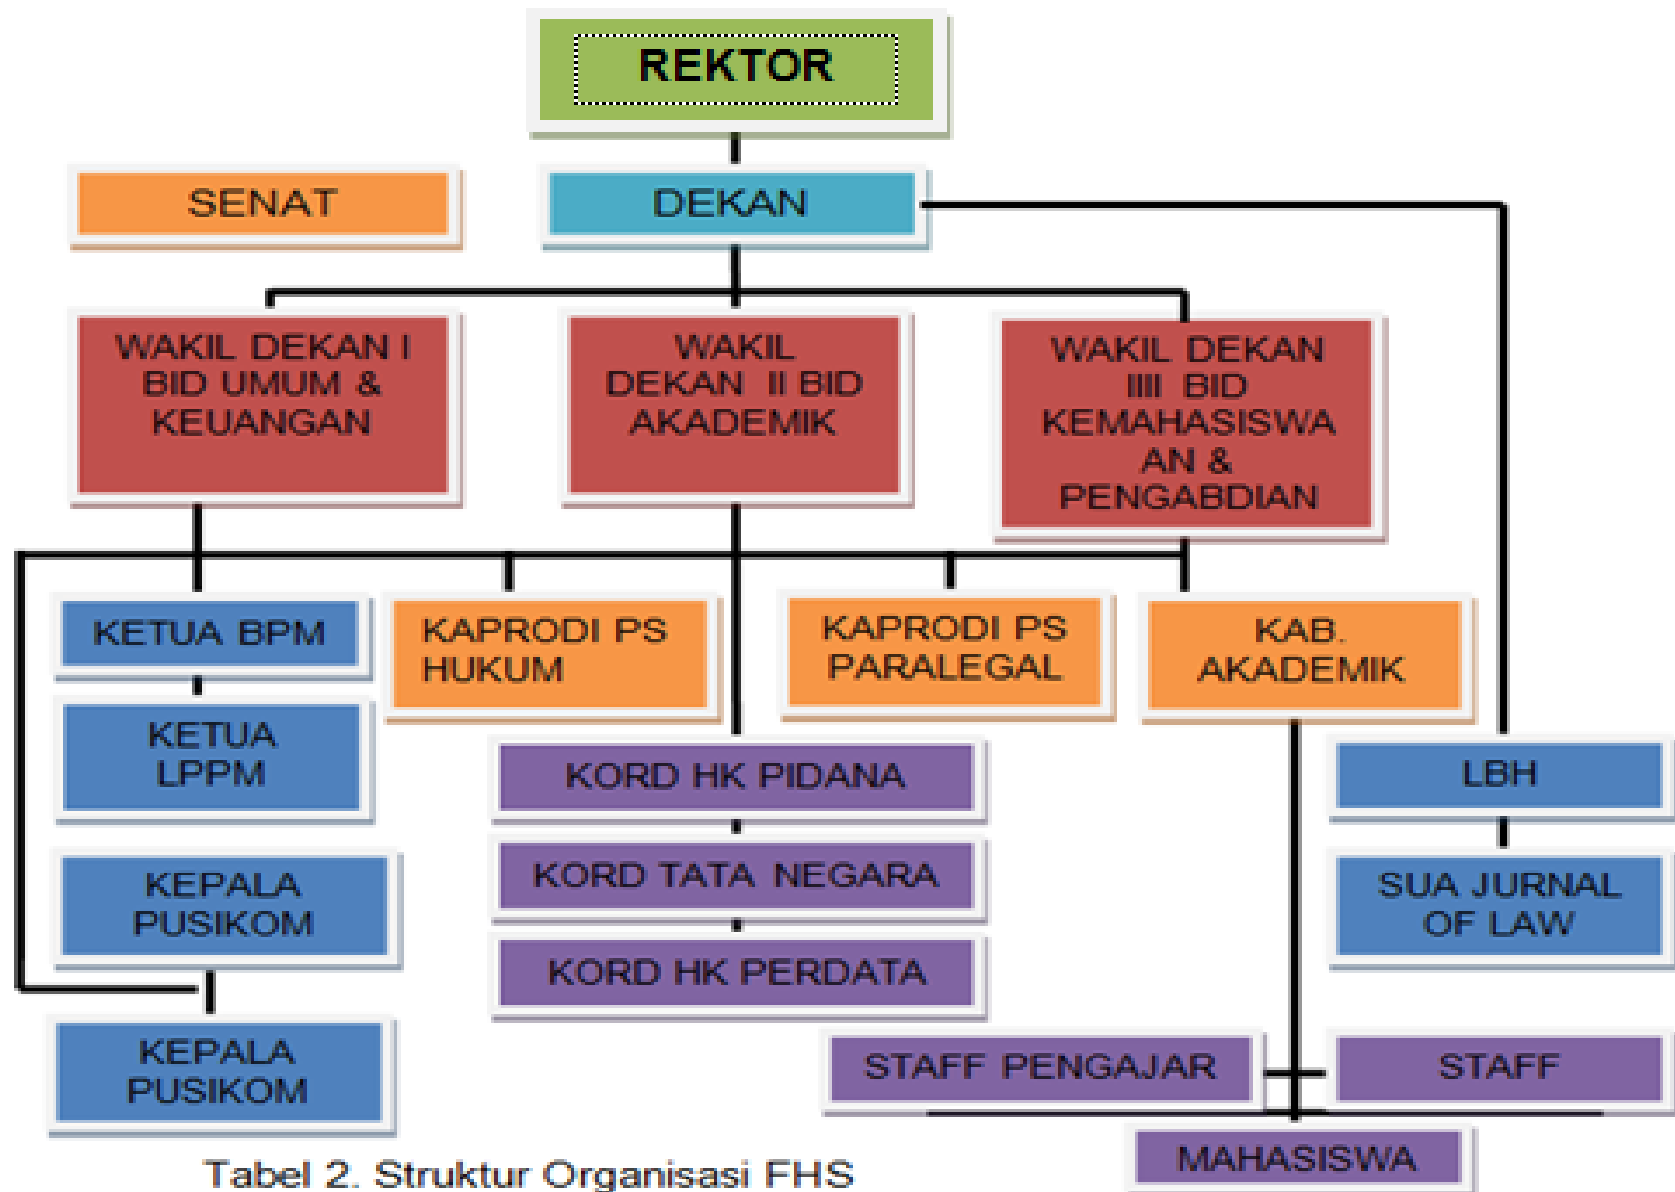 REKTOR
SENAT
DEKAN
WAKIL DEKAN I
BID UMUM &
KEUANGAN
WAKIL
DEKAN II BID
AKADEMIK
WAKIL DEKAN
IIII BID
KEMAHASISWA
AN &
PENGABDIAN
KETUA BPM
KAPRODI PS
HUKUM
KAPRODI PS
PARALEGAL
KAB.
AKADEMIK
KETUA
LPPM
KORD HK PIDANA
LBH
KEPALA
PUSIKOM
KORD TATA NEGARA
SUA JURNAL
OF LAW
KORD HK PERDATA
KEPALA
PUSIKOM
STAFF PENGAJAR
STAFF
MAHASISWA
Tabel 2. Struktur Organisasi FHS